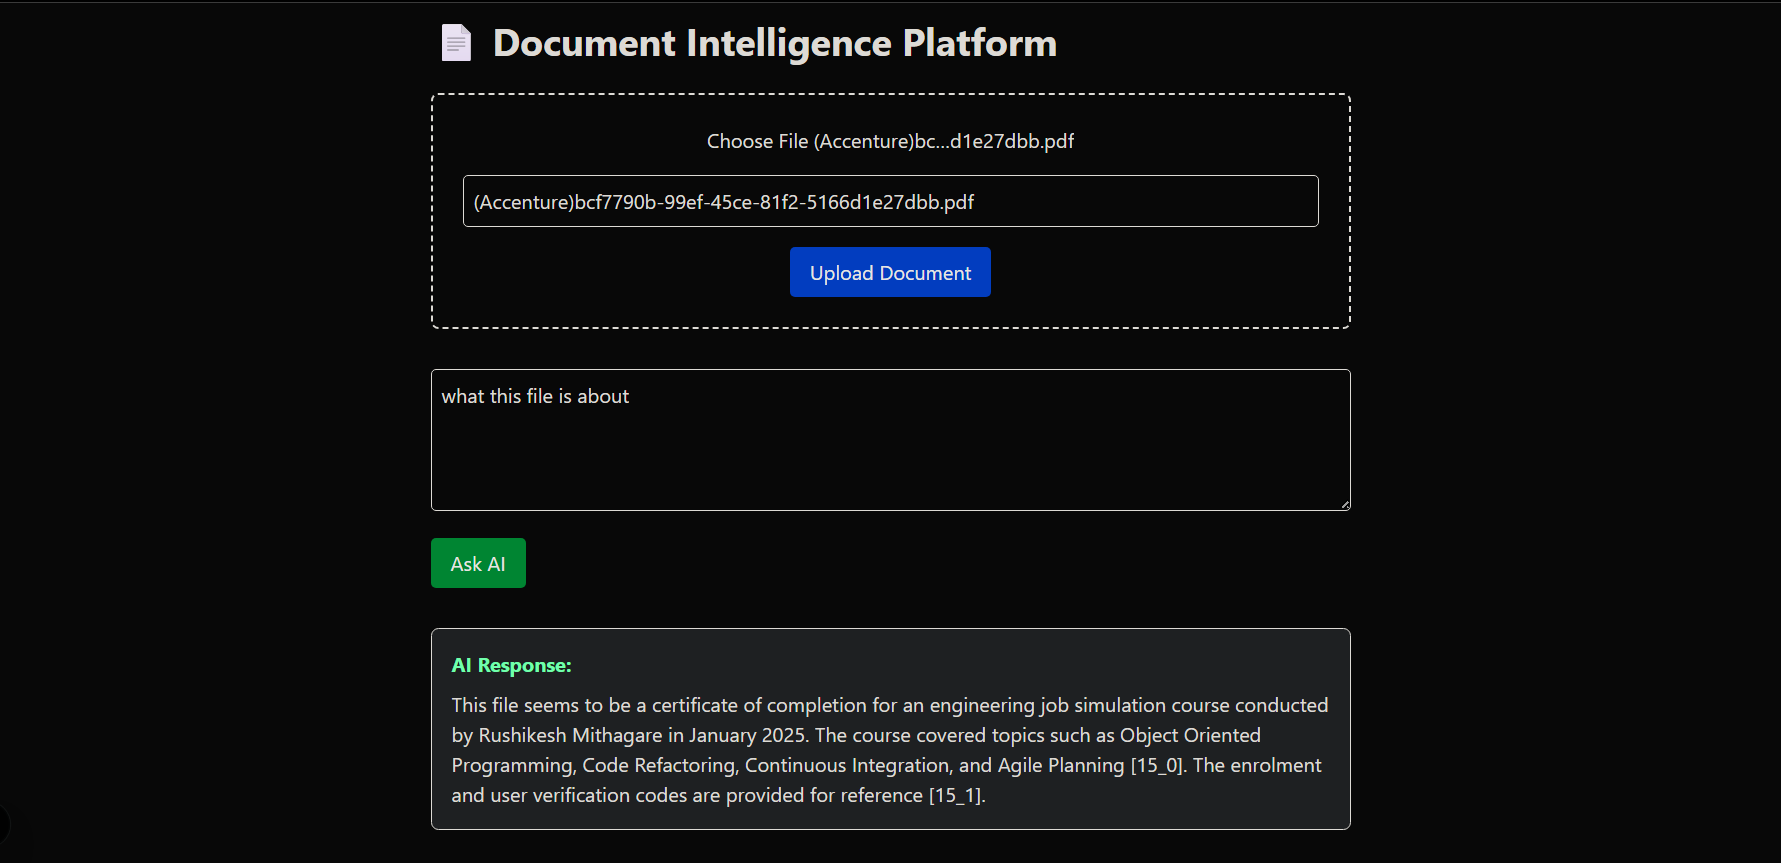 Document Intelligence Platform
Choose File (Accenture)bc...d1e27dbb.pdf
(Accenture)bcf7790b-99ef-45ce-81f2-5166d1e27dbb.pdf
Upload Document
what this file is about
Ask AI
AI Response:
This file seems to be a certificate of completion for an engineering job simulation course conducted
by Rushikesh Mithagare in January 2025. The course covered topics such as Object Oriented
Programming, Code Refactoring, Continuous Integration, and Agile Planning [15_0]. The enrolment
and user verification codes are provided for reference [15_1].